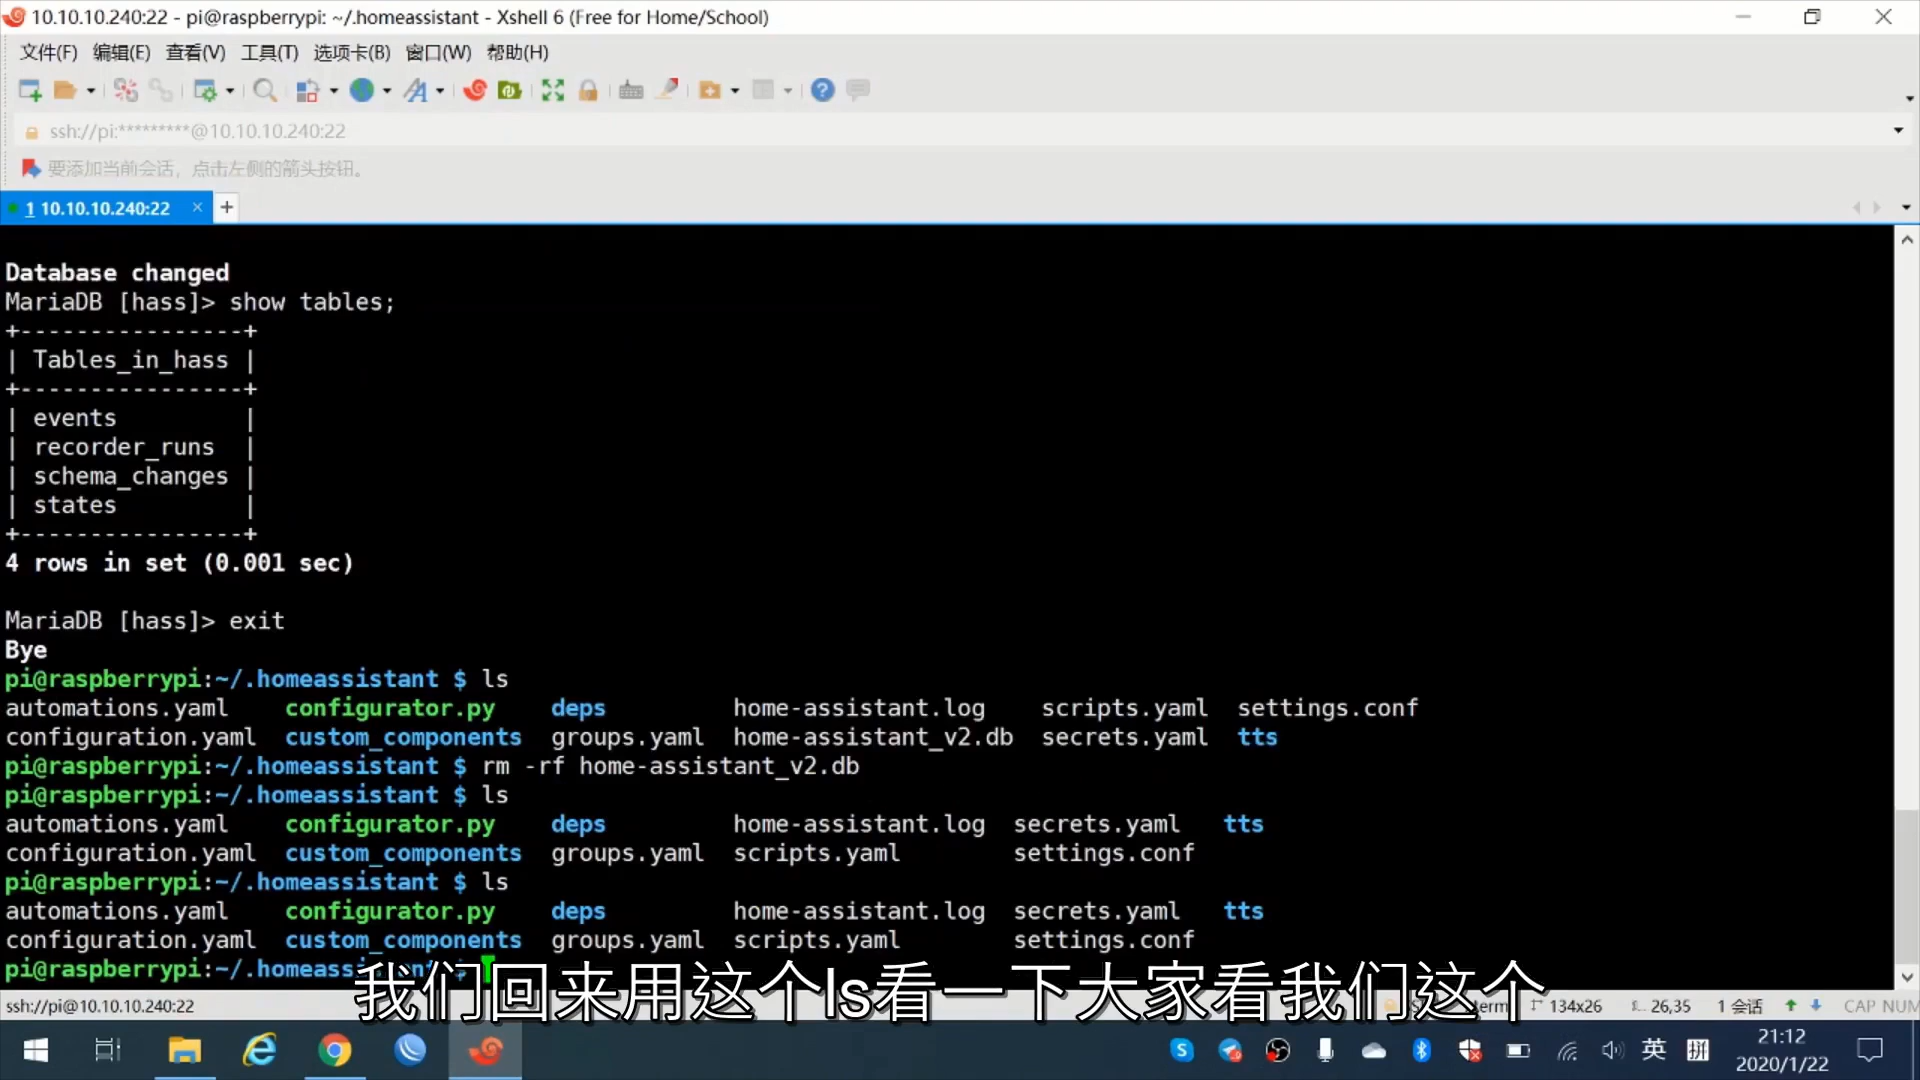 10.10.10.240:22 - pi@raspberrypi: ~/.homeassistant - Xshell 6 (Free for Home/School)
文件(F) 编辑(E) 查看(V) 工具(T) 选项卡(B) 窗口(W) 帮助(H)
ssh://pi:*********@10.10.10.240:22
要添加当前会话，点击左侧的箭头按钮。
1 10.10.10.240:22 × +
Database changed
MariaDB [hass]> show tables;
+----------------+
| Tables_in_hass |
+----------------+
| events         |
| recorder_runs  |
| schema_changes |
| states         |
+----------------+
4 rows in set (0.001 sec)
MariaDB [hass]> exit
Bye
pi@raspberrypi:~/.homeassistant $ ls
automations.yaml    configurator.py    deps         home-assistant.log    scripts.yaml  settings.conf
configuration.yaml  custom_components  groups.yaml  home-assistant_v2.db  secrets.yaml  tts
pi@raspberrypi:~/.homeassistant $ rm -rf home-assistant_v2.db
pi@raspberrypi:~/.homeassistant $ ls
automations.yaml    configurator.py    deps         home-assistant.log  secrets.yaml   tts
configuration.yaml  custom_components  groups.yaml  scripts.yaml        settings.conf
pi@raspberrypi:~/.homeassistant $ ls
automations.yaml    configurator.py    deps         home-assistant.log  secrets.yaml   tts
configuration.yaml  custom_components  groups.yaml  scripts.yaml        settings.conf
pi@raspberrypi:~/.homeassistant $
我们回来用这个ls看一下大家看我们这个
ssh://pi@10.10.10.240:22 134x26 26,35 1 会话 CAP NUM
英 拼 21:12
2020/1/22